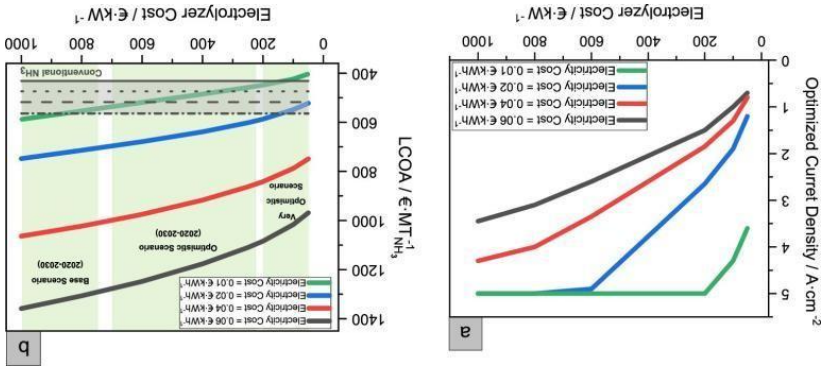 a
Optimized Curret Density / A·cm⁻²
5
4
3
2
1
0
Electricity Cost = 0.06 €·kWh⁻¹
Electricity Cost = 0.04 €·kWh⁻¹
Electricity Cost = 0.02 €·kWh⁻¹
Electricity Cost = 0.01 €·kWh⁻¹
0 200 400 600 800 1000
Electrolyzer Cost / €·kW⁻¹
b
LCOA / €·MT⁻¹NH₃
1400
1200
1000
800
600
400
Electricity Cost = 0.06 €·kWh⁻¹
Electricity Cost = 0.04 €·kWh⁻¹
Electricity Cost = 0.02 €·kWh⁻¹
Electricity Cost = 0.01 €·kWh⁻¹
Very
Optimistic
Scenario
Optimistic Scenario
(2020-2030)
Base Scenario
(2020-2030)
Conventional NH₃
0 200 400 600 800 1000
Electrolyzer Cost / €·kW⁻¹